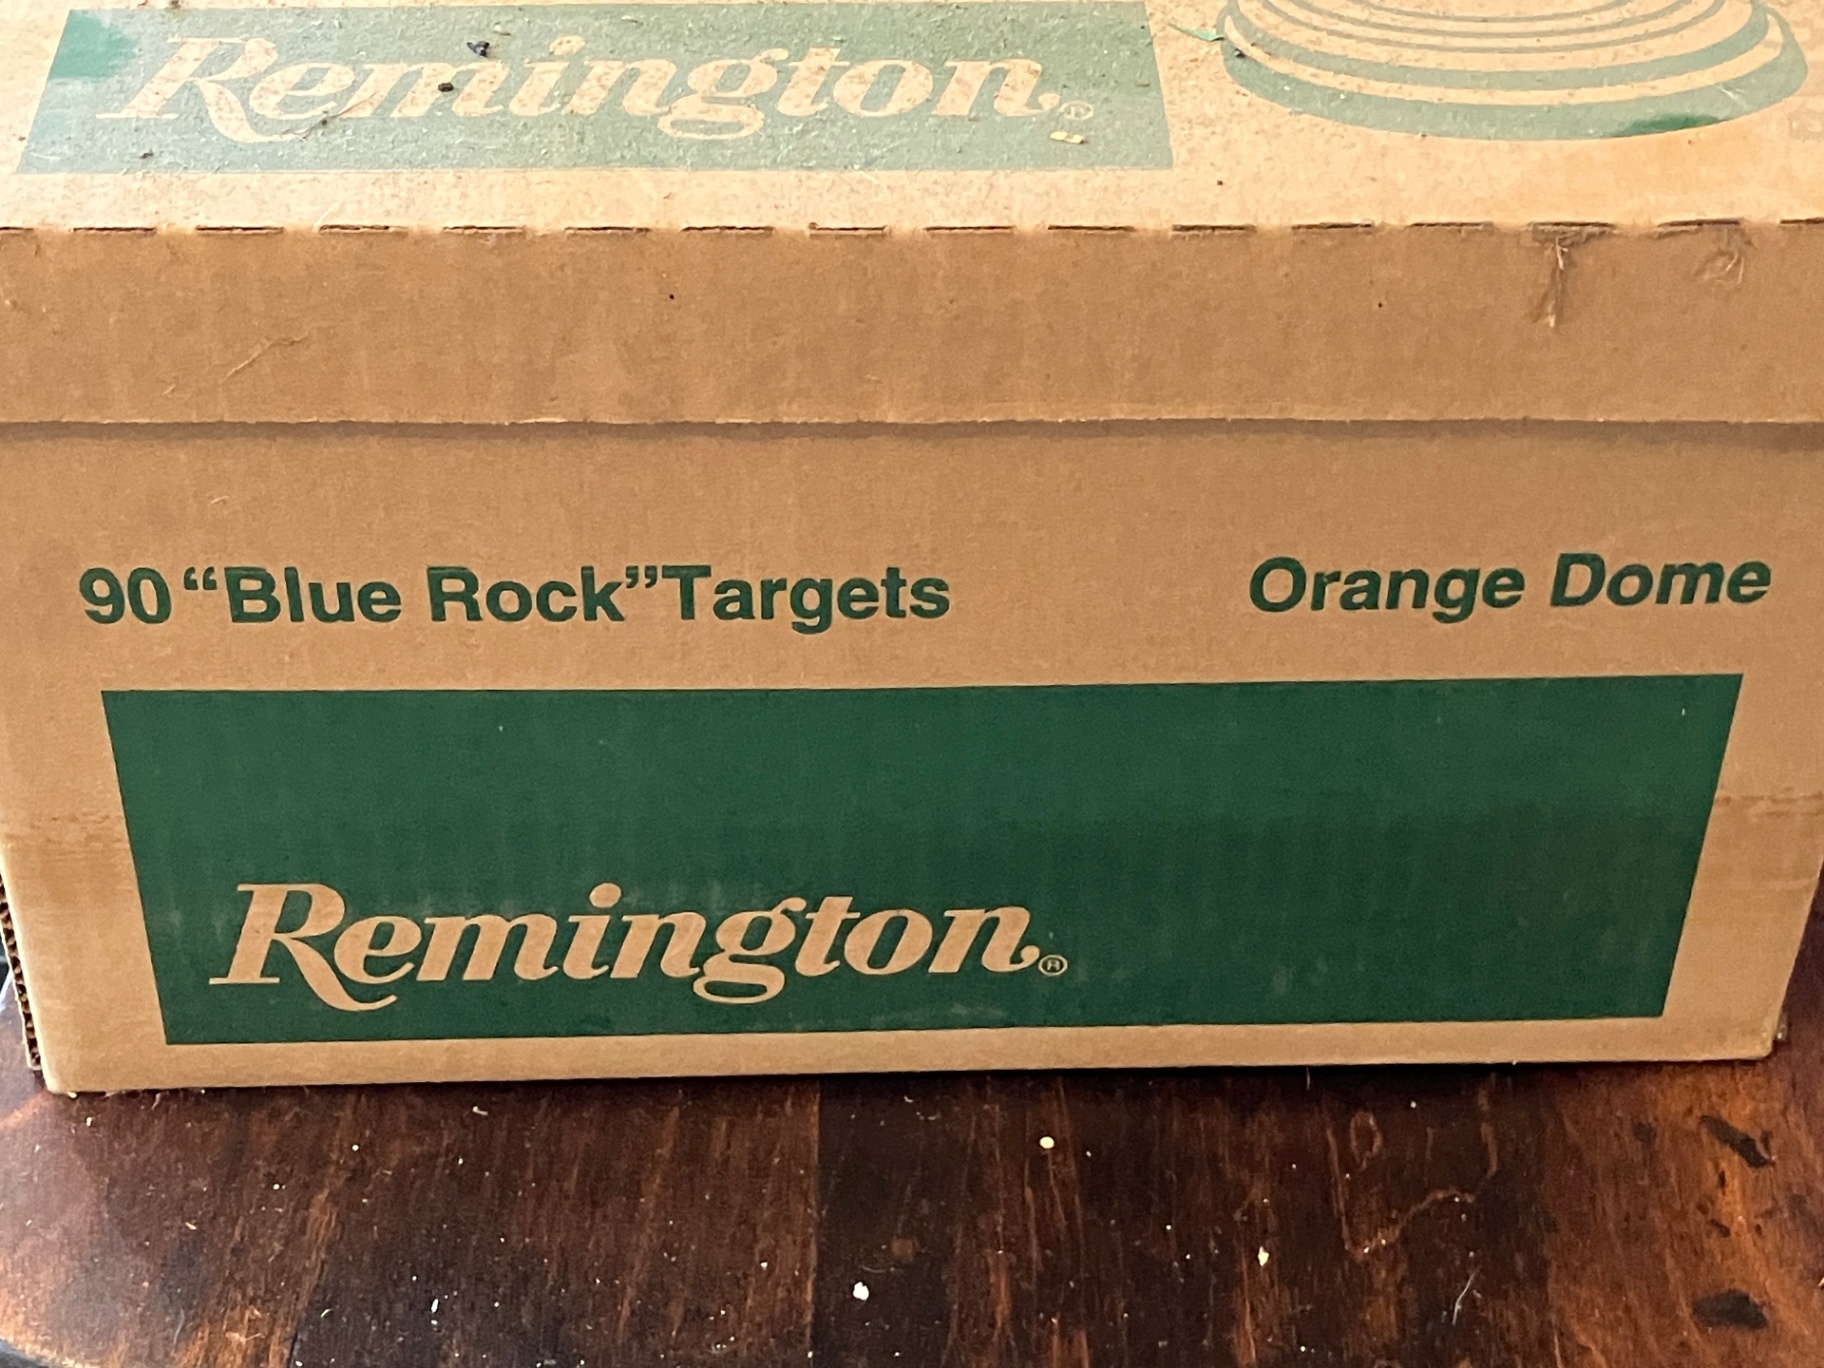 Remington®
90 “Blue Rock” Targets
Orange Dome
Remington®